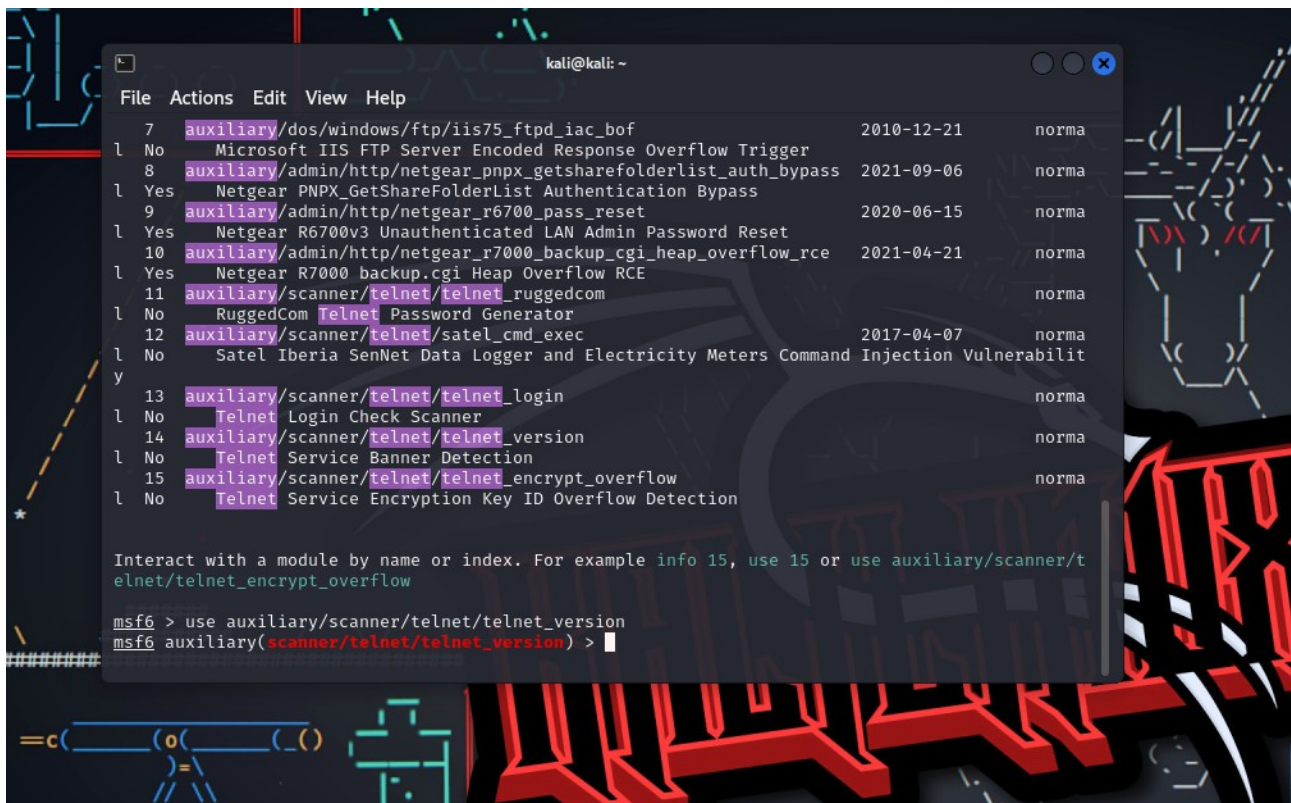 kali@kali: ~
File Actions Edit View Help
7 auxiliary/dos/windows/ftp/iis75_ftpd_iac_bof 2010-12-21 norma
l No Microsoft IIS FTP Server Encoded Response Overflow Trigger
8 auxiliary/admin/http/netgear_pnpx_getsharefolderlist_auth_bypass 2021-09-06 norma
l Yes Netgear PNPX_GetShareFolderList Authentication Bypass
9 auxiliary/admin/http/netgear_r6700_pass_reset 2020-06-15 norma
l Yes Netgear R6700v3 Unauthenticated LAN Admin Password Reset
10 auxiliary/admin/http/netgear_r7000_backup_cgi_heap_overflow_rce 2021-04-21 norma
l Yes Netgear R7000 backup.cgi Heap Overflow RCE
11 auxiliary/scanner/telnet/telnet_ruggedcom norma
l No RuggedCom Telnet Password Generator
12 auxiliary/scanner/telnet/satel_cmd_exec 2017-04-07 norma
l No Satel Iberia SenNet Data Logger and Electricity Meters Command Injection Vulnerabilit
y
13 auxiliary/scanner/telnet/telnet_login norma
l No Telnet Login Check Scanner
14 auxiliary/scanner/telnet/telnet_version norma
l No Telnet Service Banner Detection
15 auxiliary/scanner/telnet/telnet_encrypt_overflow norma
l No Telnet Service Encryption Key ID Overflow Detection
Interact with a module by name or index. For example info 15, use 15 or use auxiliary/scanner/t
elnet/telnet_encrypt_overflow
msf6 > use auxiliary/scanner/telnet/telnet_version
msf6 auxiliary(scanner/telnet/telnet_version) >